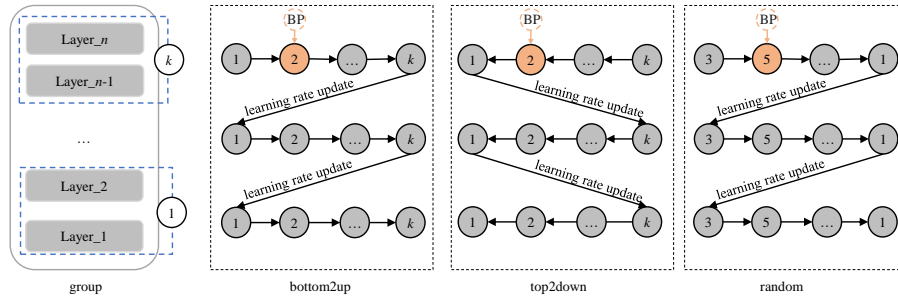 Layer_n
Layer_n-1
k
…
Layer_2
1
Layer_1
group
BP
1 2 … k
learning rate update
1 2 … k
learning rate update
1 2 … k
bottom2up
BP
1 2 … k
learning rate update
1 2 … k
learning rate update
1 2 … k
top2down
BP
3 5 … 1
learning rate update
3 5 … 1
learning rate update
3 5 … 1
random